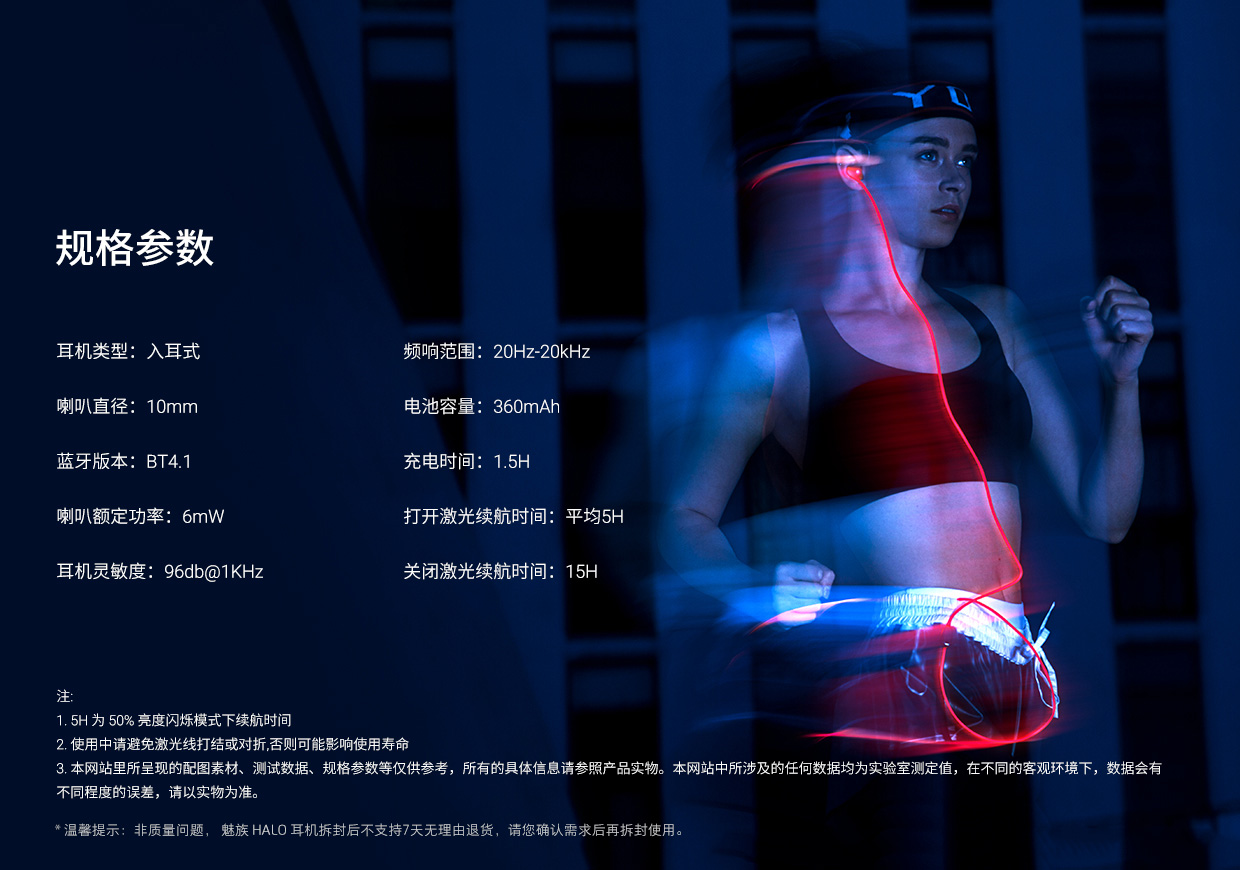 YU
规格参数
耳机类型：入耳式
频响范围：20Hz-20kHz
喇叭直径：10mm
电池容量：360mAh
蓝牙版本：BT4.1
充电时间：1.5H
喇叭额定功率：6mW
打开激光续航时间：平均5H
耳机灵敏度：96db@1KHz
关闭激光续航时间：15H
注:
1. 5H 为 50% 亮度闪烁模式下续航时间
2. 使用中请避免激光线打结或对折,否则可能影响使用寿命
3. 本网站里所呈现的配图素材、测试数据、规格参数等仅供参考，所有的具体信息请参照产品实物。本网站中所涉及的任何数据均为实验室测定值，在不同的客观环境下，数据会有
不同程度的误差，请以实物为准。
* 温馨提示：非质量问题， 魅族 HALO 耳机拆封后不支持7天无理由退货，请您确认需求后再拆封使用。